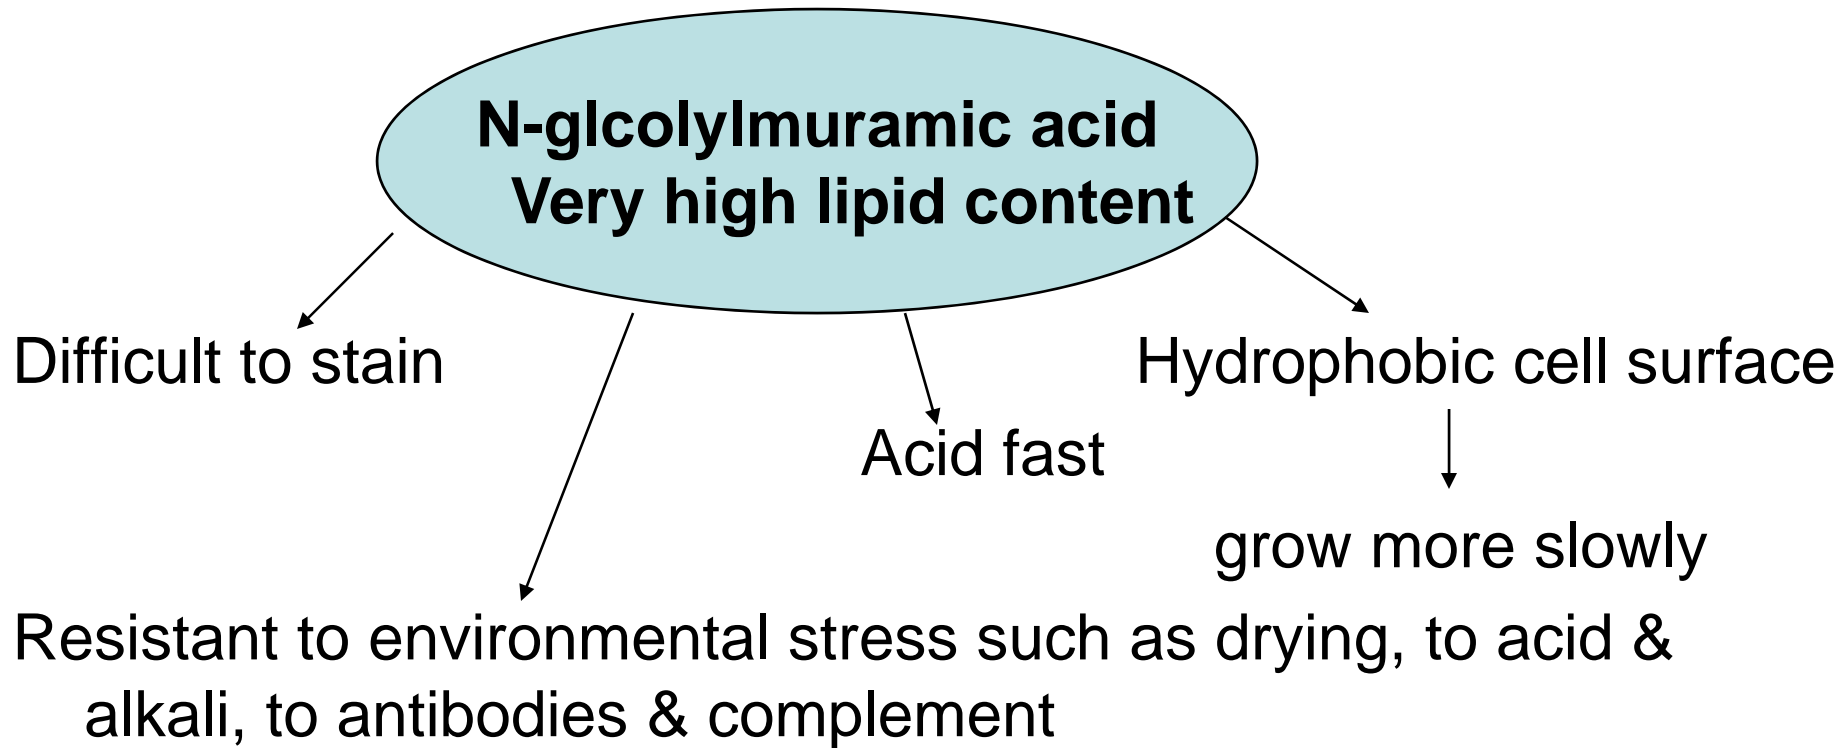 N-glcolylmuramic acid
Very high lipid content
Difficult to stain
Hydrophobic cell surface
Acid fast
grow more slowly
Resistant to environmental stress such as drying, to acid &
alkali, to antibodies & complement